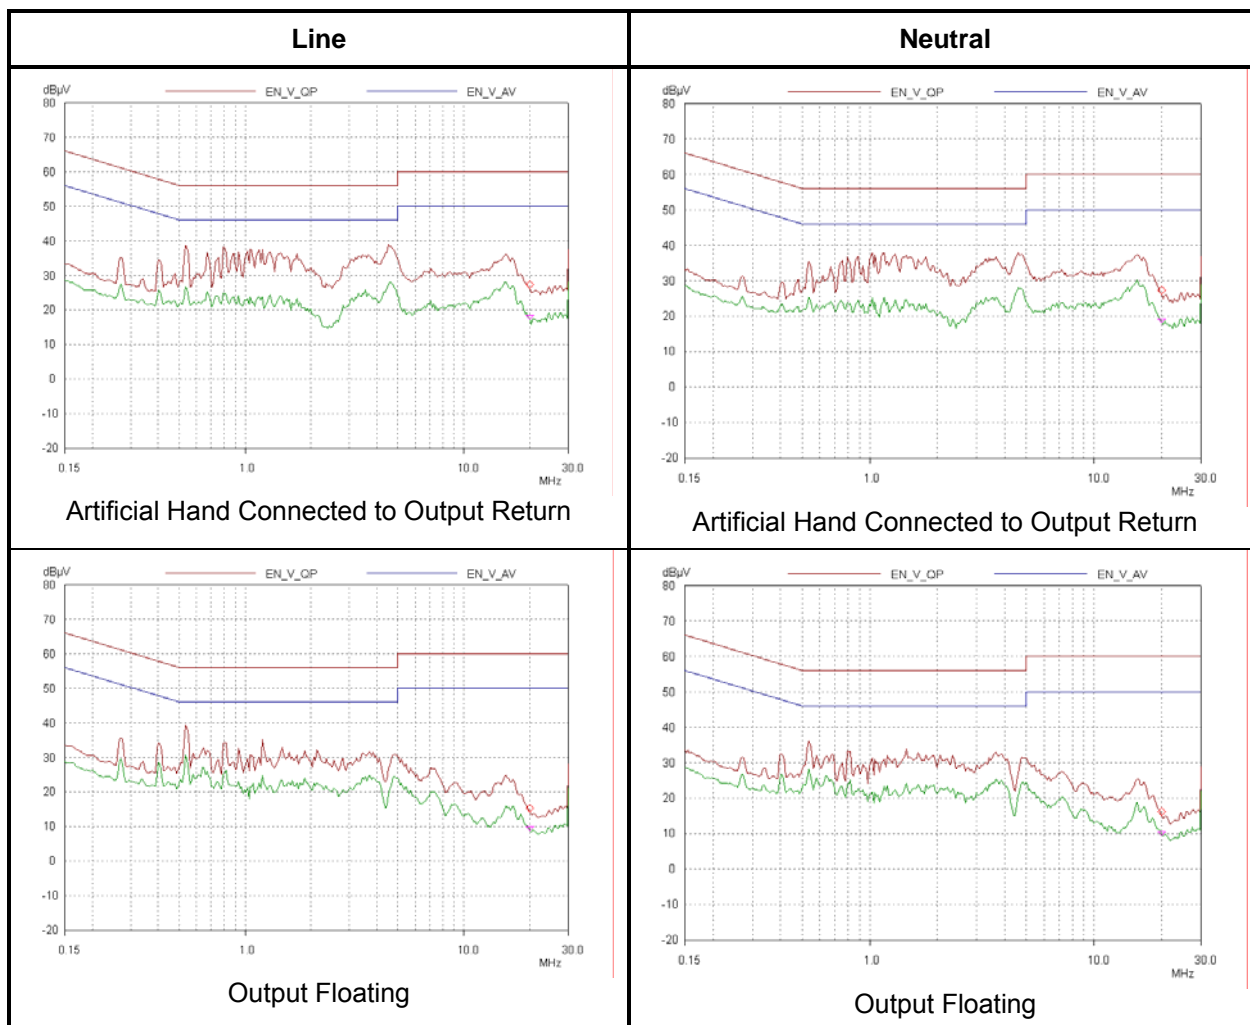 Line
Neutral
dBµV
EN_V_QP
EN_V_AV
80
70
60
50
40
30
20
10
0
-10
-20
0.15
1.0
10.0
30.0
MHz
Artificial Hand Connected to Output Return
dBµV
EN_V_QP
EN_V_AV
80
70
60
50
40
30
20
10
0
-10
-20
0.15
1.0
10.0
30.0
MHz
Artificial Hand Connected to Output Return
dBµV
EN_V_QP
EN_V_AV
80
70
60
50
40
30
20
10
0
-10
-20
0.15
1.0
10.0
30.0
MHz
Output Floating
dBµV
EN_V_QP
EN_V_AV
80
70
60
50
40
30
20
10
0
-10
-20
0.15
1.0
10.0
30.0
MHz
Output Floating